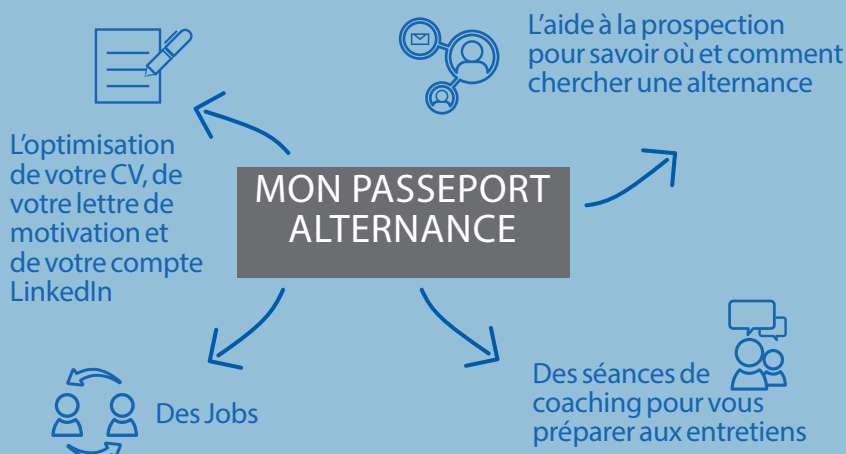 L'aide à la prospection
pour savoir où et comment
chercher une alternance
L'optimisation
de votre CV, de
votre lettre de
motivation et
de votre compte
LinkedIn
MON PASSEPORT
ALTERNANCE
Des Jobs
Des séances de
coaching pour vous
préparer aux entretiens